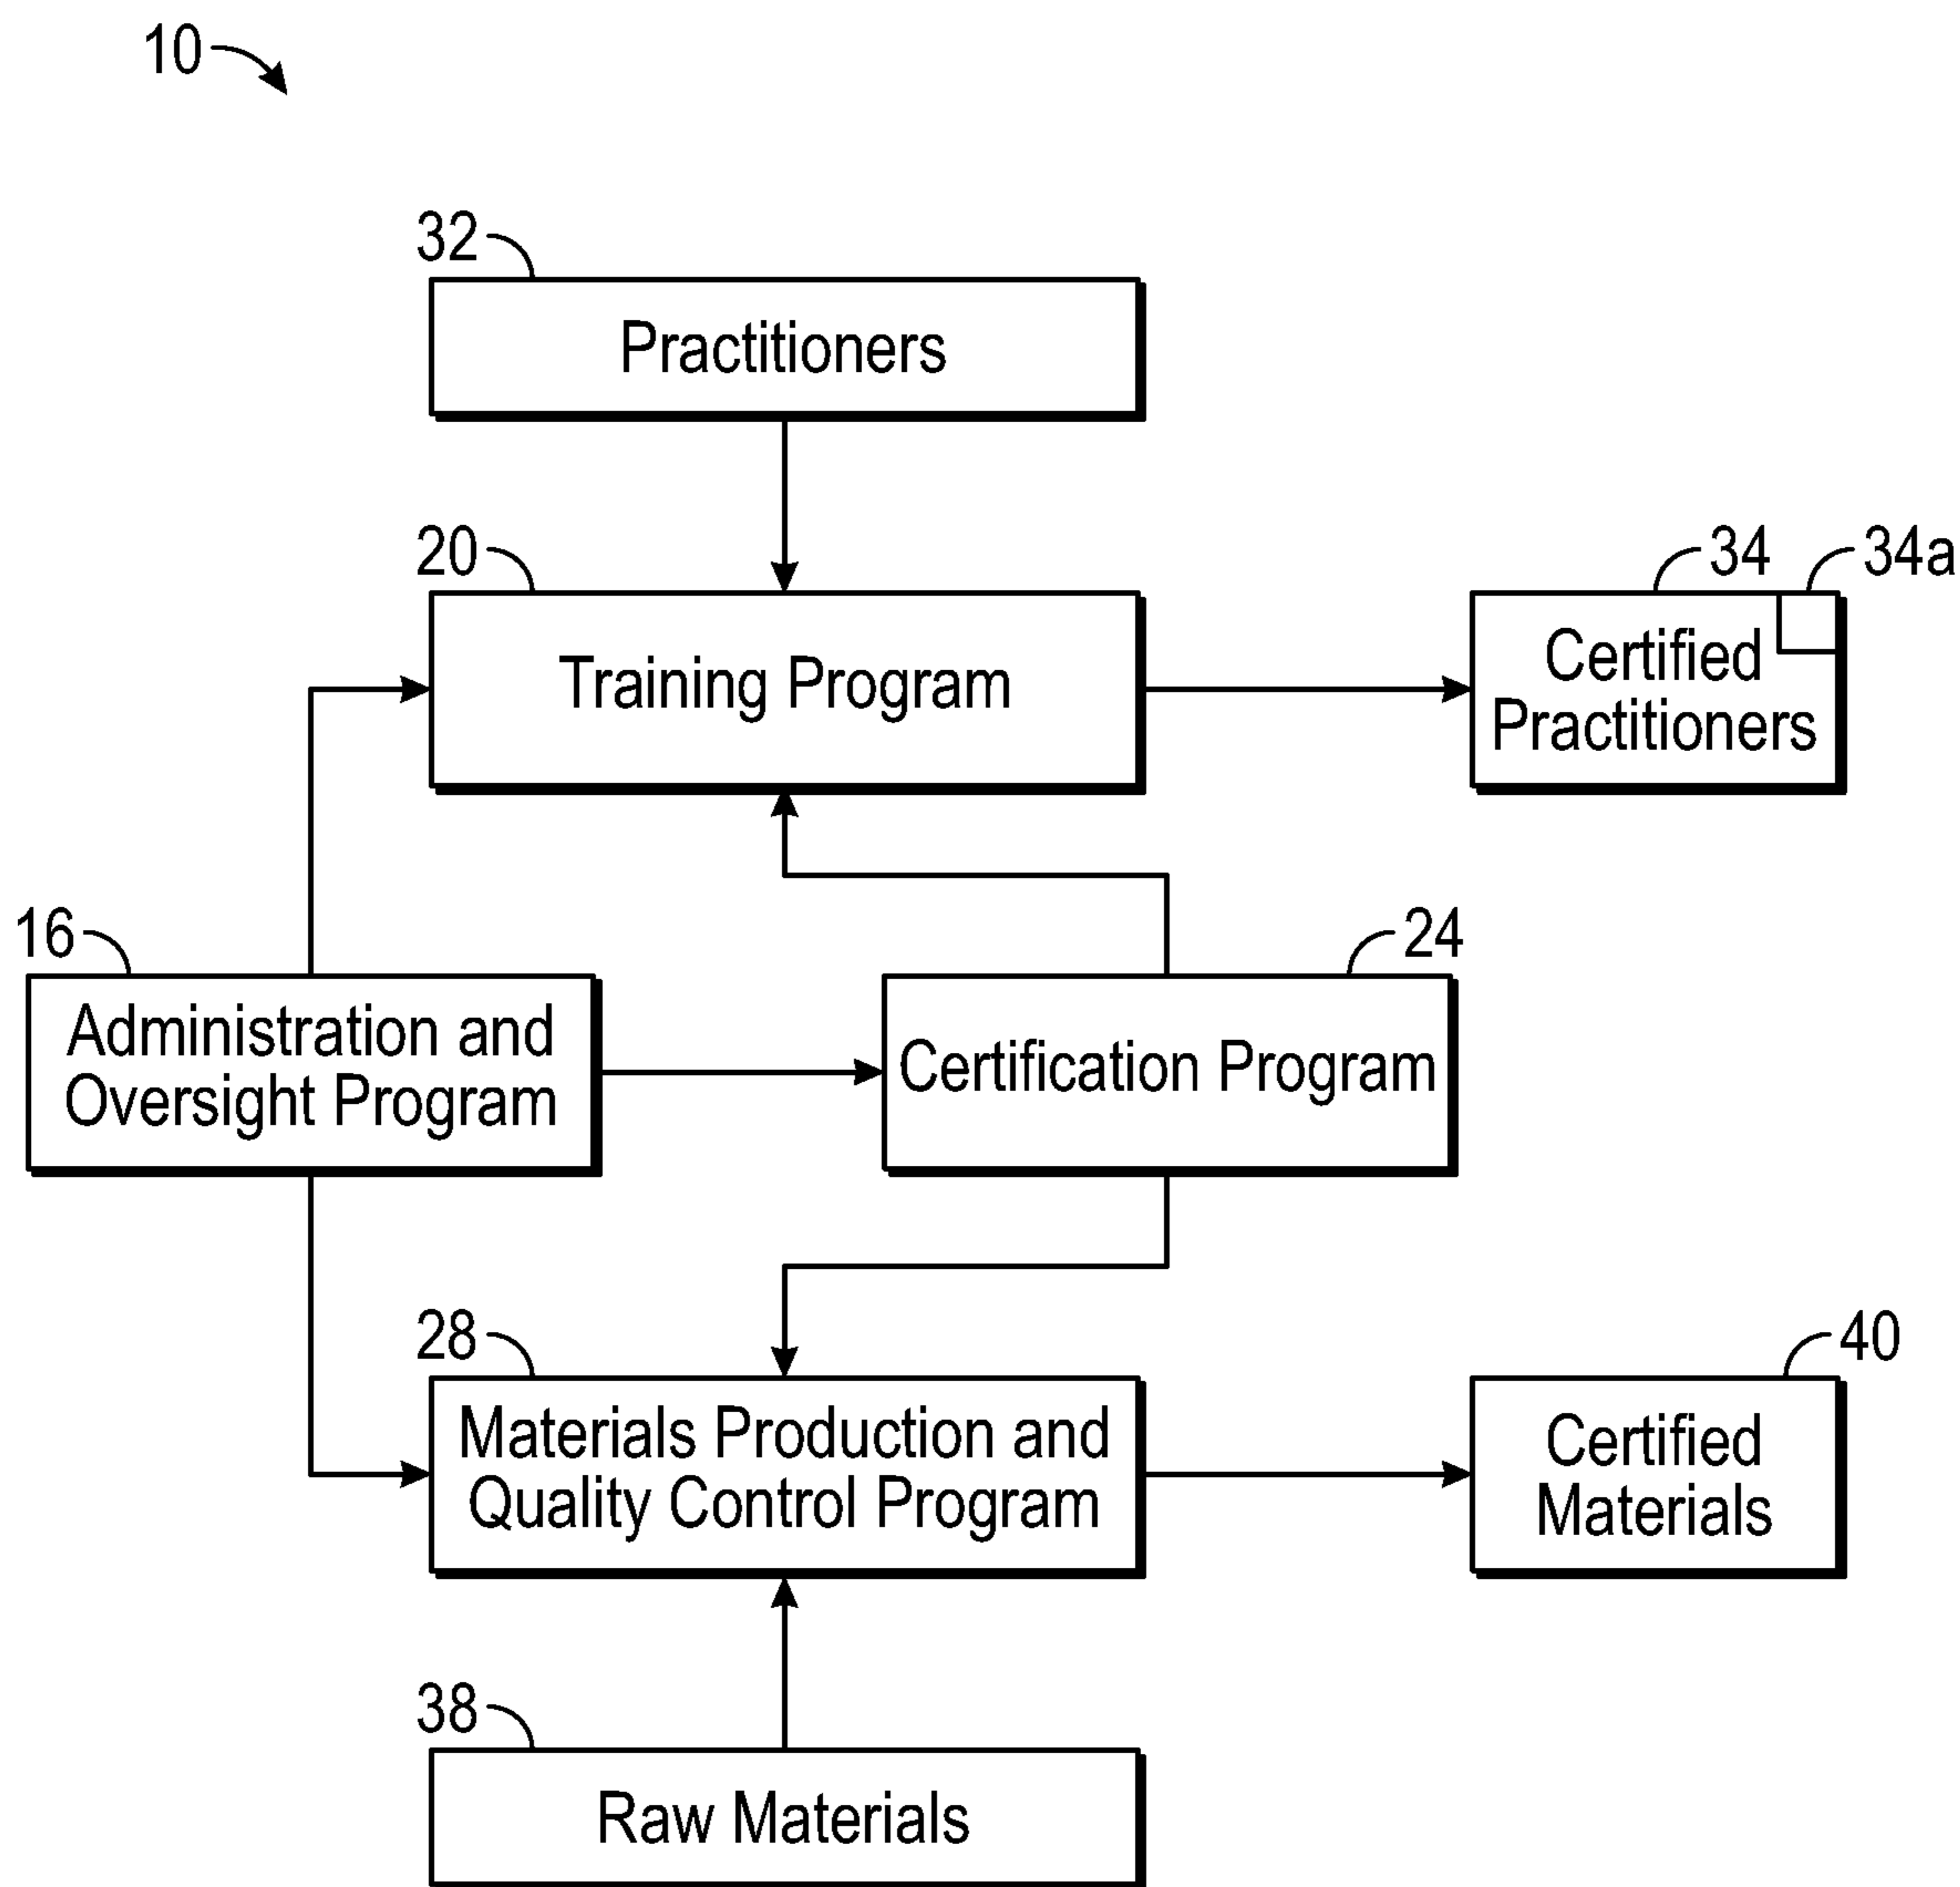 10
32
Practitioners
20
34
34a
Training Program
Certified
Practitioners
16
24
Administration and
Oversight Program
Certification Program
28
40
Materials Production and
Quality Control Program
Certified
Materials
38
Raw Materials